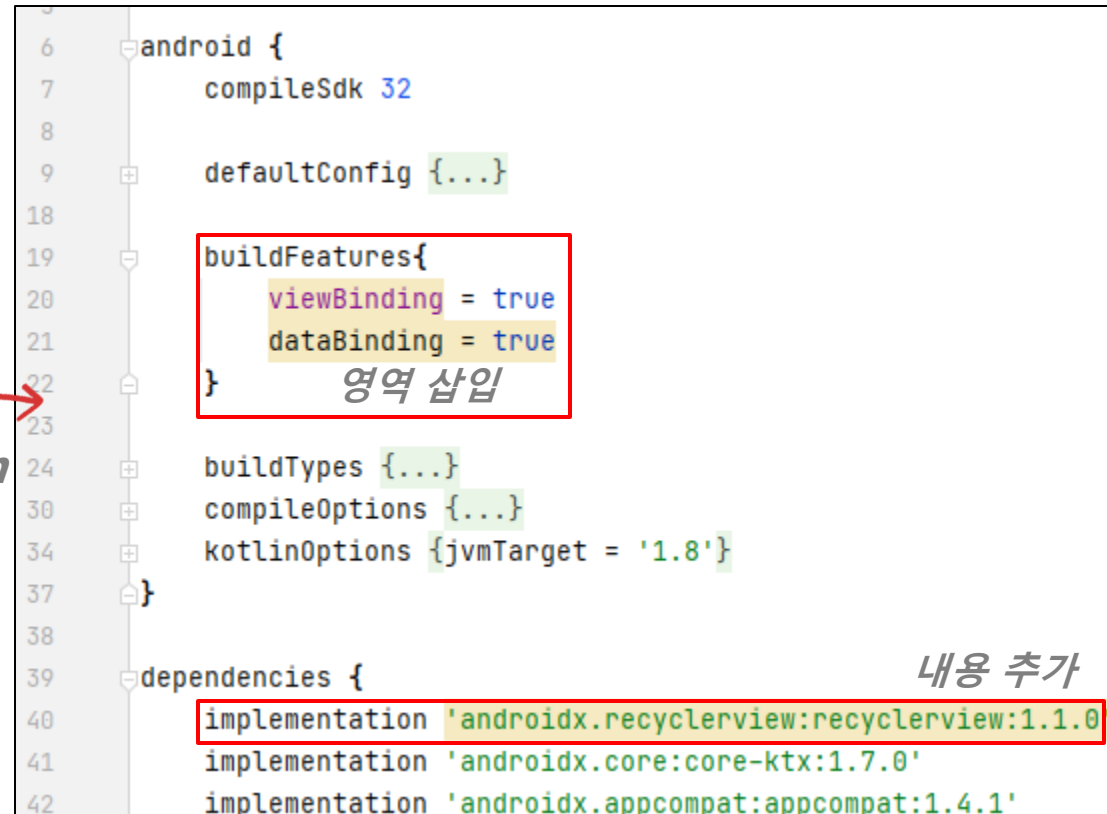 6 android {
7 compileSdk 32
8
9 defaultConfig {...}
18
19 buildFeatures{
20 viewBinding = true
21 dataBinding = true
22 } 영역 삽입
23
24 buildTypes {...}
30 compileOptions {...}
34 kotlinOptions {jvmTarget = '1.8'}
37 }
38
내용 추가
39 dependencies {
40 implementation 'androidx.recyclerview:recyclerview:1.1.0
41 implementation 'androidx.core:core-ktx:1.7.0'
42 implementation 'androidx.appcompat:appcompat:1.4.1'